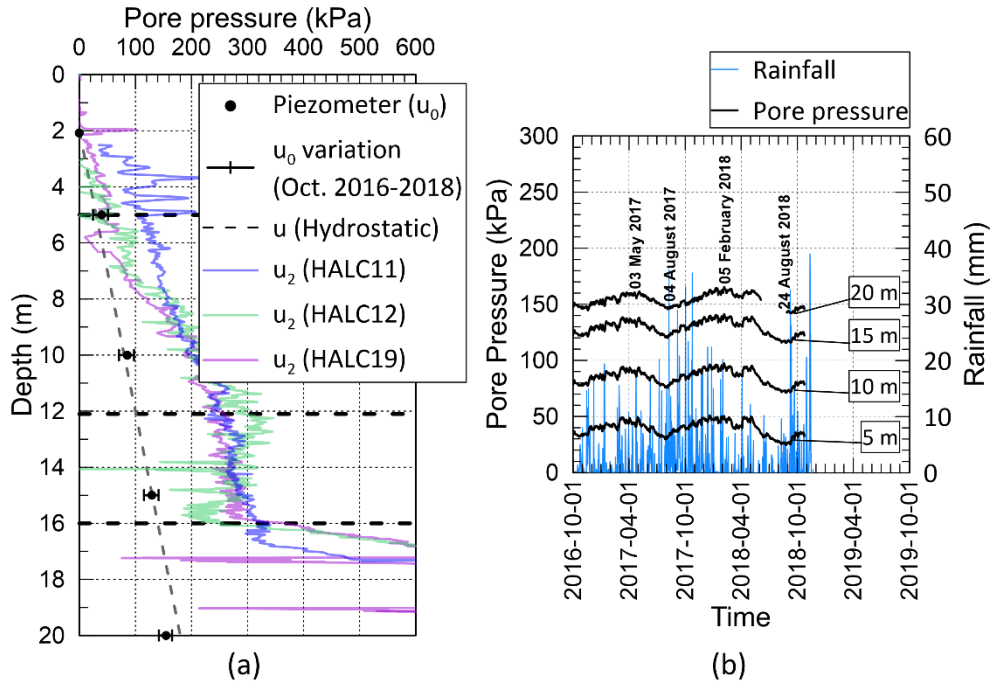 Pore pressure (kPa)
0 100 200 300 400 500 600
Depth (m)
0
2
4
6
8
10
12
14
16
18
20
Piezometer (u0)
u0 variation
(Oct. 2016-2018)
u (Hydrostatic)
u2 (HALC11)
u2 (HALC12)
u2 (HALC19)
(a)
Rainfall
Pore pressure
Pore Pressure (kPa)
300
250
200
150
100
50
0
Rainfall (mm)
60
50
40
30
20
10
0
03 May 2017
04 August 2017
05 February 2018
24 August 2018
20 m
15 m
10 m
5 m
2016-10-01
2017-04-01
2017-10-01
2018-04-01
2018-10-01
2019-04-01
2019-10-01
Time
(b)